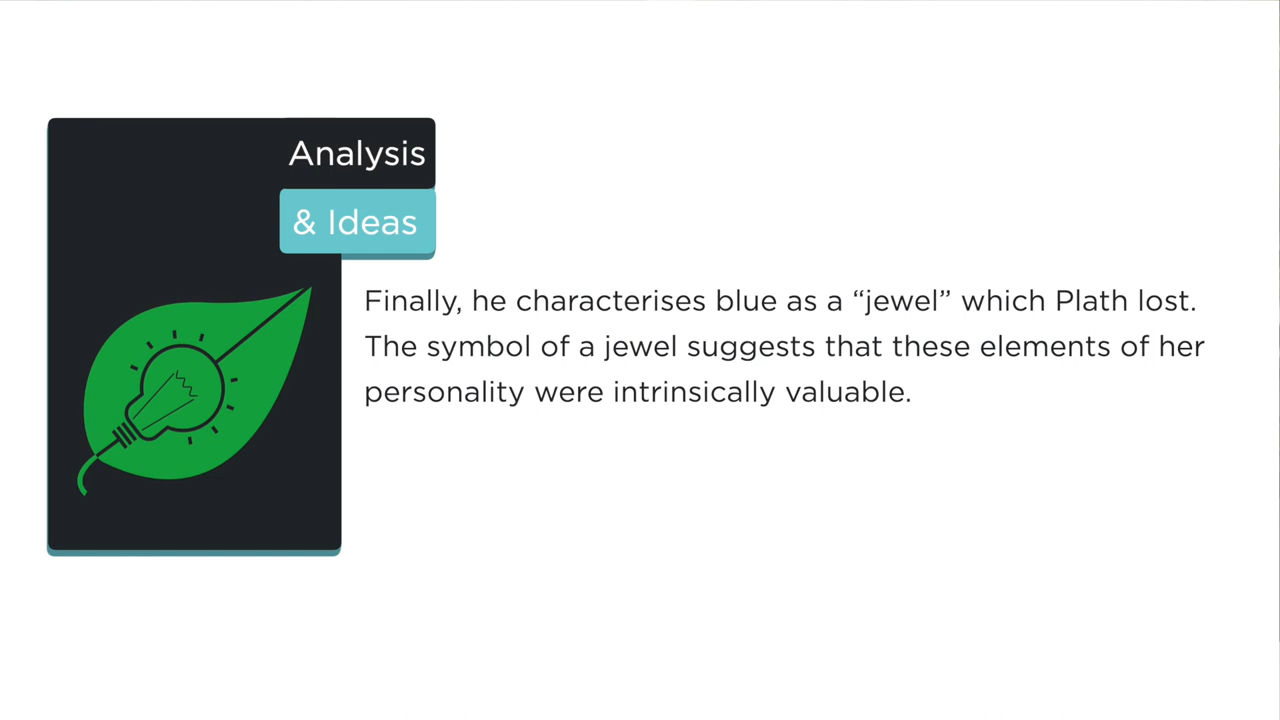 Analysis
& Ideas
Finally, he characterises blue as a “jewel” which Plath lost.
The symbol of a jewel suggests that these elements of her
personality were intrinsically valuable.